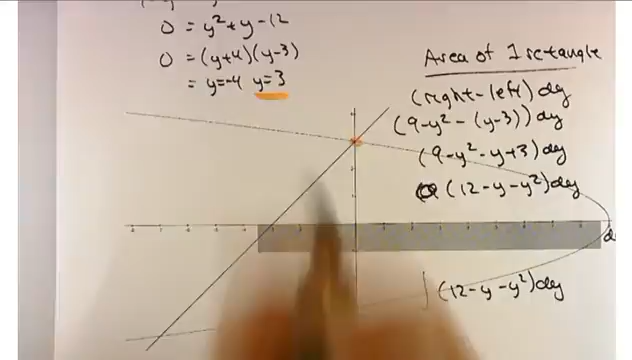 0 = y²+y-12
0 = (y+4)(y-3)
= y=-4 y=3
Area of 1 rectangle
(right-left) dy
(9-y²-(y-3)) dy
(9-y²-y+3) dy
(12-y-y²) dy
∫(12-y-y²) dy